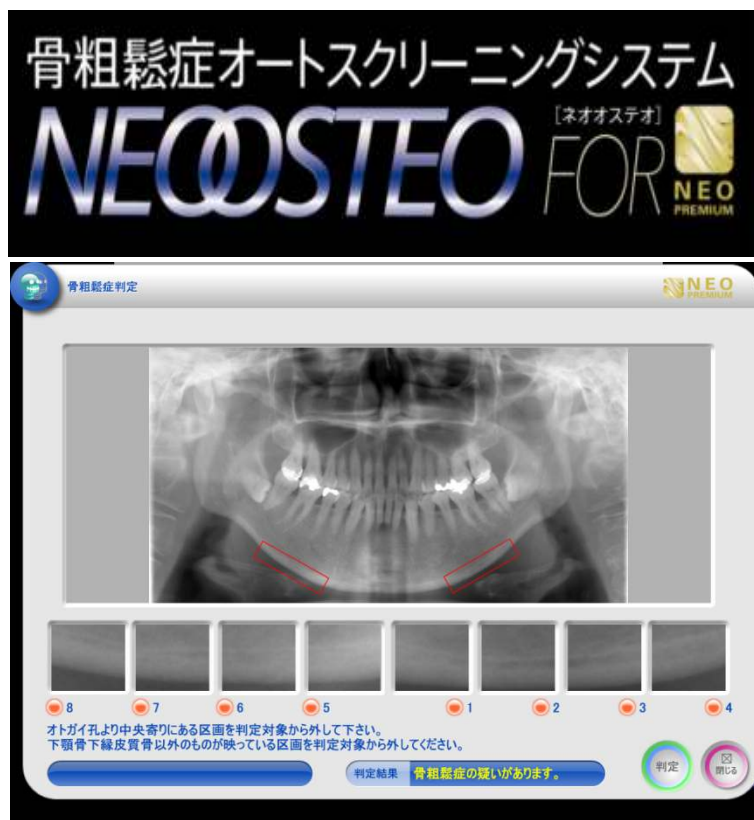 骨粗鬆症オートスクリーニングシステム
[ネオオステオ]
NEOOSTEO FOR NEO PREMIUM
骨粗鬆症判定
NEO PREMIUM
8 7 6 5 1 2 3 4
オトガイ孔より中央寄りにある区画を判定対象から外して下さい。
下顎骨下縁皮質骨以外のものが映っている区画を判定対象から外してください。
判定結果 骨粗鬆症の疑いがあります。
判定
閉じる